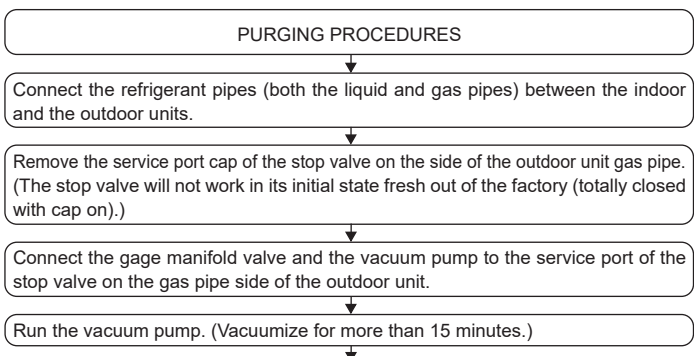 PURGING PROCEDURES
Connect the refrigerant pipes (both the liquid and gas pipes) between the indoor
and the outdoor units.
Remove the service port cap of the stop valve on the side of the outdoor unit gas pipe.
(The stop valve will not work in its initial state fresh out of the factory (totally closed
with cap on).)
Connect the gage manifold valve and the vacuum pump to the service port of the
stop valve on the gas pipe side of the outdoor unit.
Run the vacuum pump. (Vacuumize for more than 15 minutes.)